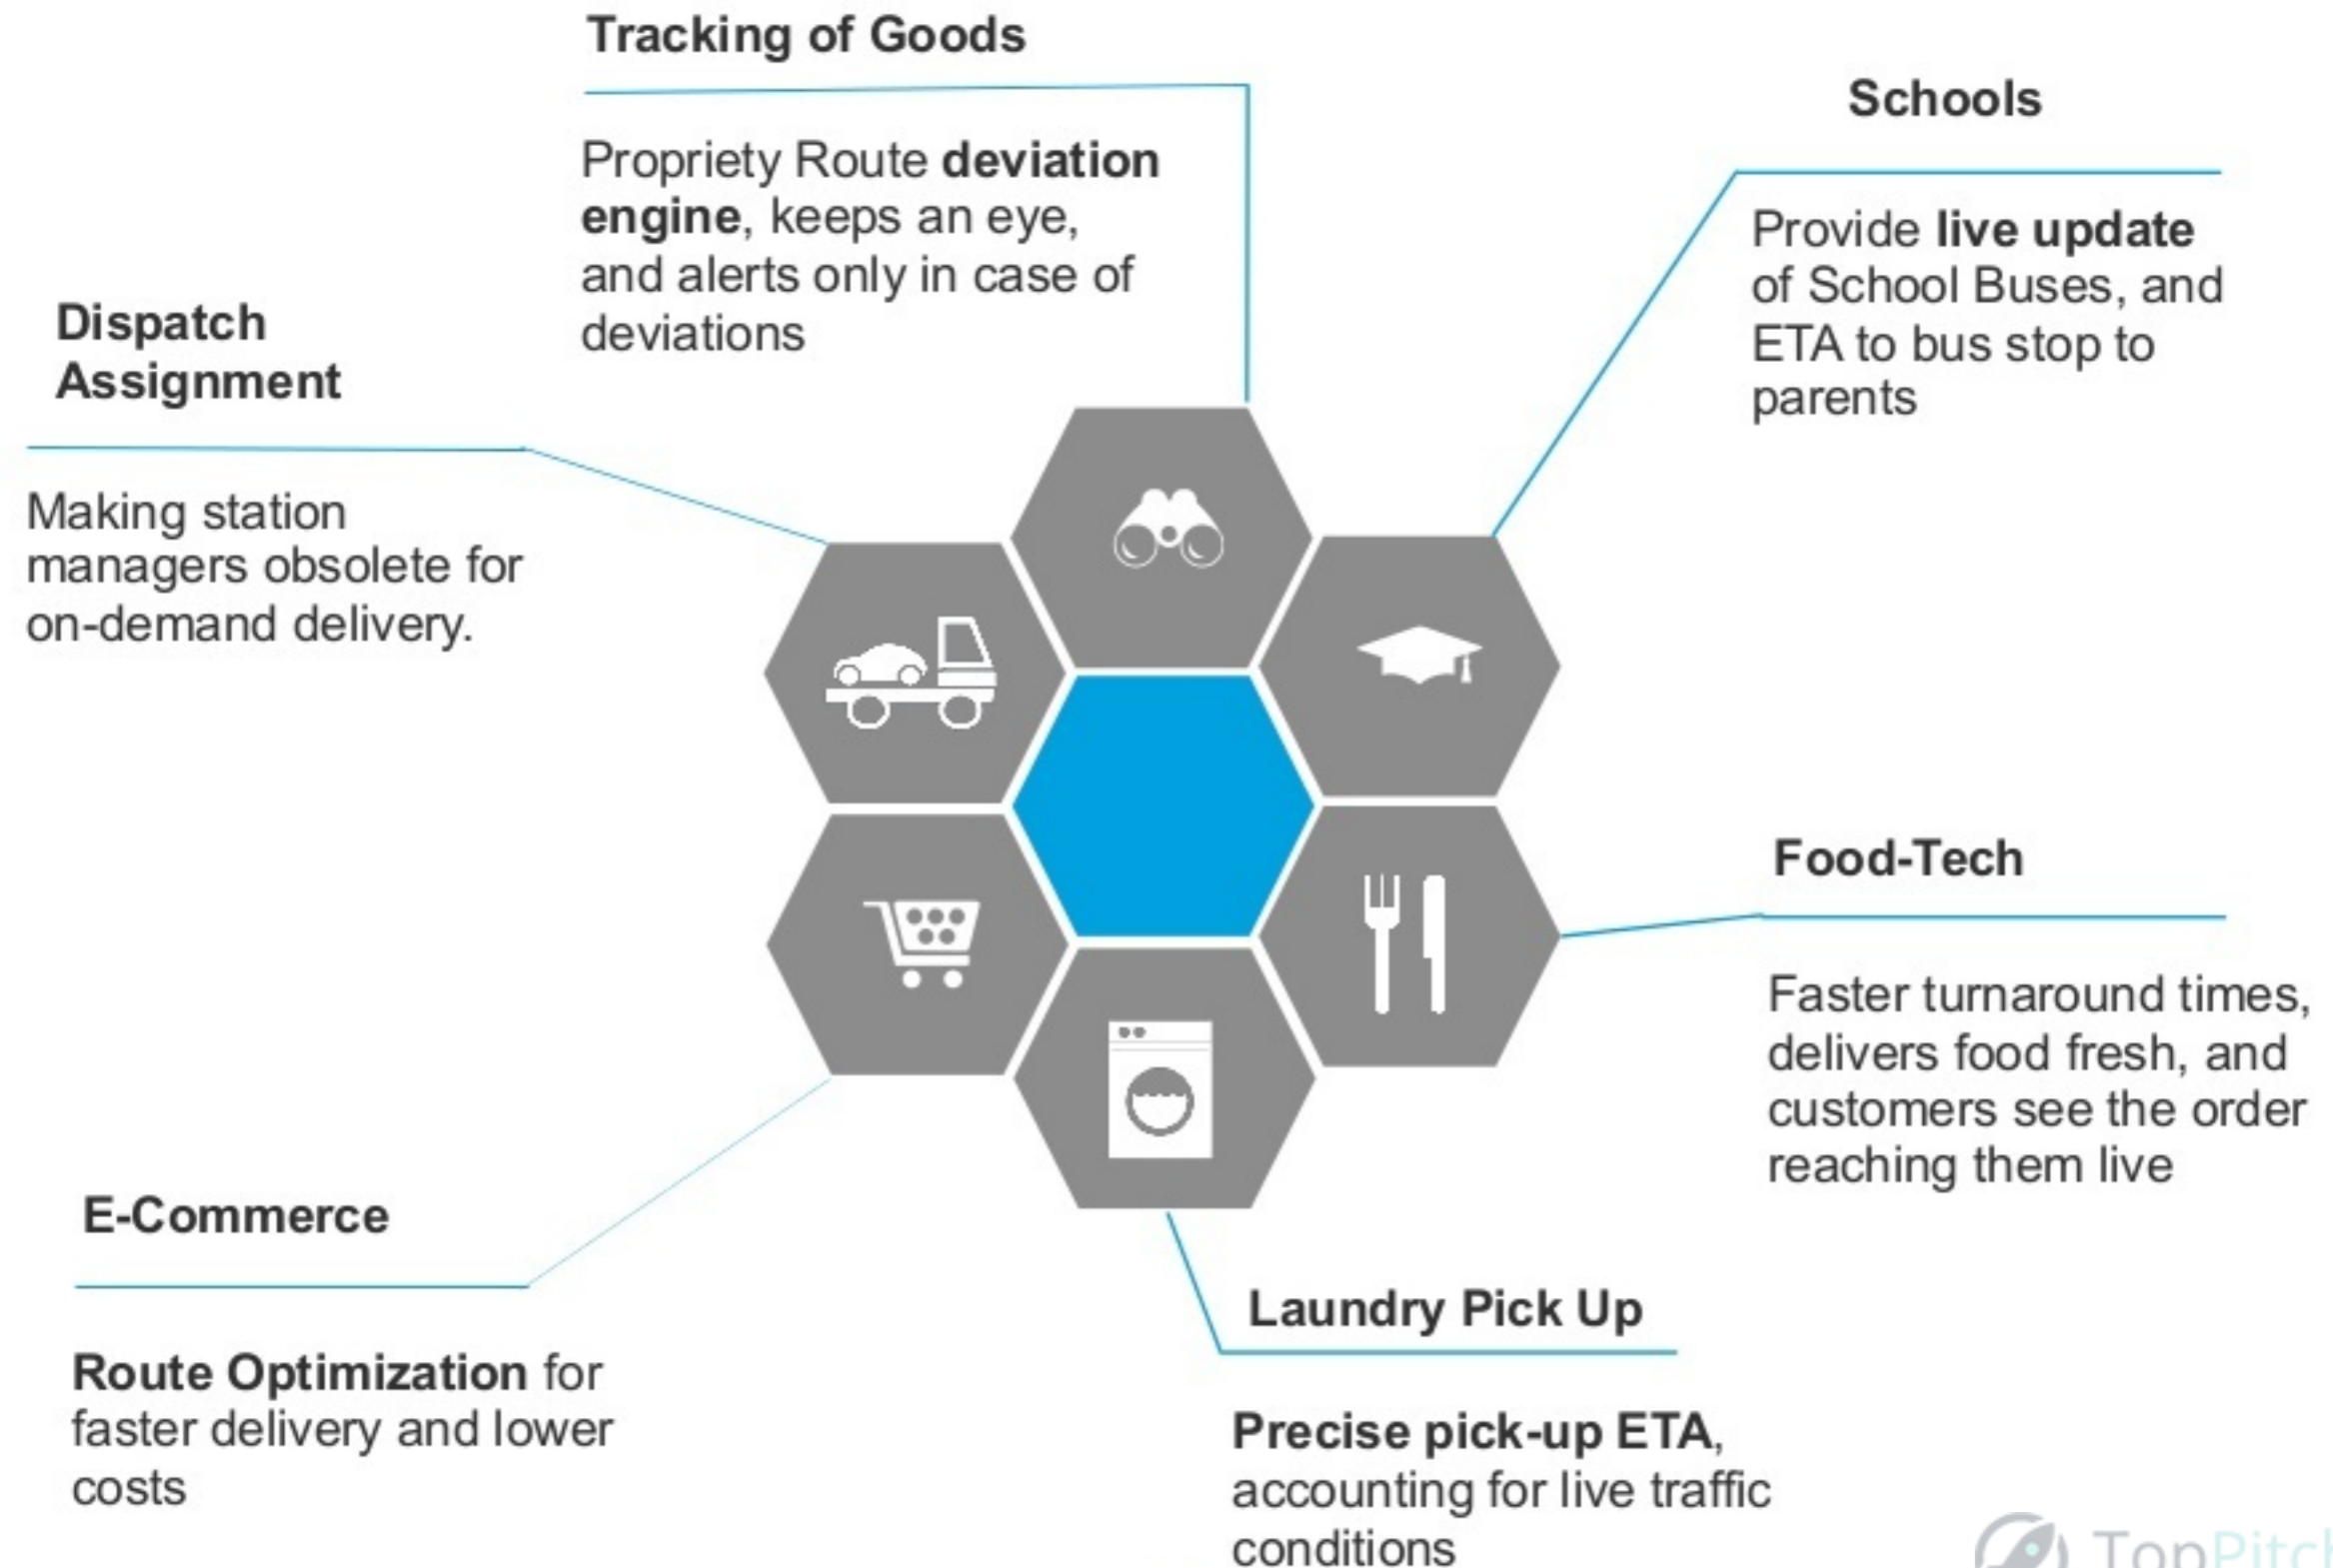 Tracking of Goods
Propriety Route deviation
engine, keeps an eye,
and alerts only in case of
deviations
Schools
Provide live update
of School Buses, and
ETA to bus stop to
parents
Dispatch
Assignment
Making station
managers obsolete for
on-demand delivery.
Food-Tech
Faster turnaround times,
delivers food fresh, and
customers see the order
reaching them live
E-Commerce
Route Optimization for
faster delivery and lower
costs
Laundry Pick Up
Precise pick-up ETA,
accounting for live traffic
conditions
TopPitch